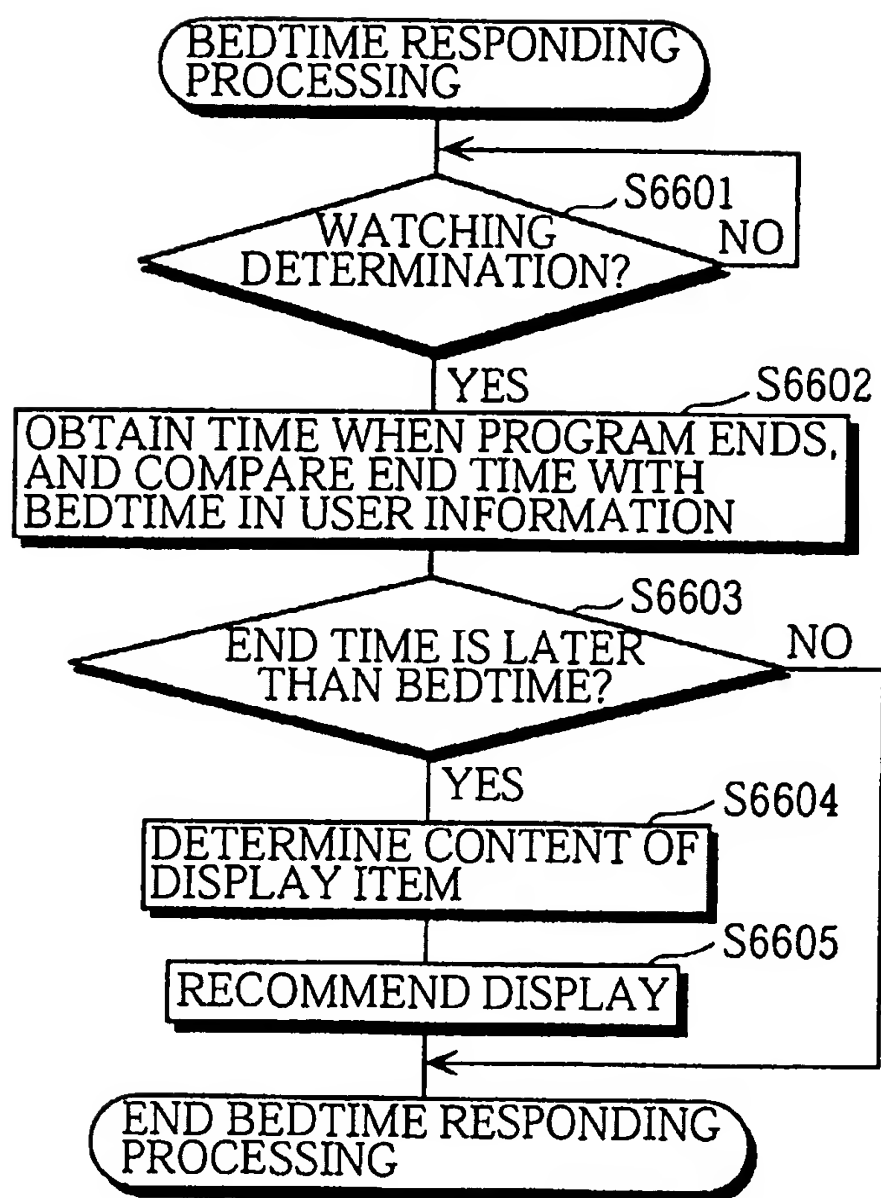 BEDTIME RESPONDING
PROCESSING
S6601
WATCHING
DETERMINATION?
NO
YES
S6602
OBTAIN TIME WHEN PROGRAM ENDS,
AND COMPARE END TIME WITH
BEDTIME IN USER INFORMATION
S6603
END TIME IS LATER
THAN BEDTIME?
NO
YES
S6604
DETERMINE CONTENT OF
DISPLAY ITEM
S6605
RECOMMEND DISPLAY
END BEDTIME RESPONDING
PROCESSING